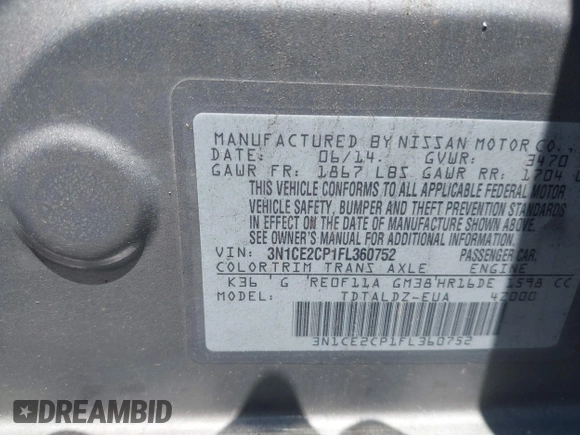 MANUFACTURED BY NISSAN MOTOR CO.,
DATE: 06/14. GVWR: 3470
GAWR FR: 1867 LBS GAWR RR: 1704
THIS VEHICLE CONFORMS TO ALL APPLICABLE FEDERAL MOTOR
VEHICLE SAFETY, BUMPER AND THEFT PREVENTION STANDARDS
IN EFFECT ON THE DATE OF MANUFACTURE SHOWN ABOVE.
SEE OWNER'S MANUAL FOR ADDITIONAL INFORMATION.
VIN: 3N1CE2CP1FL360752 PASSENGER CAR.
COLOR TRIM TRANS AXLE ENGINE
K36 G RE0F11A GM38 HR16DE 1598 CC
MODEL: TDTALDZ-EUA 42000
3N1CE2CP1FL360752
DREAMBID